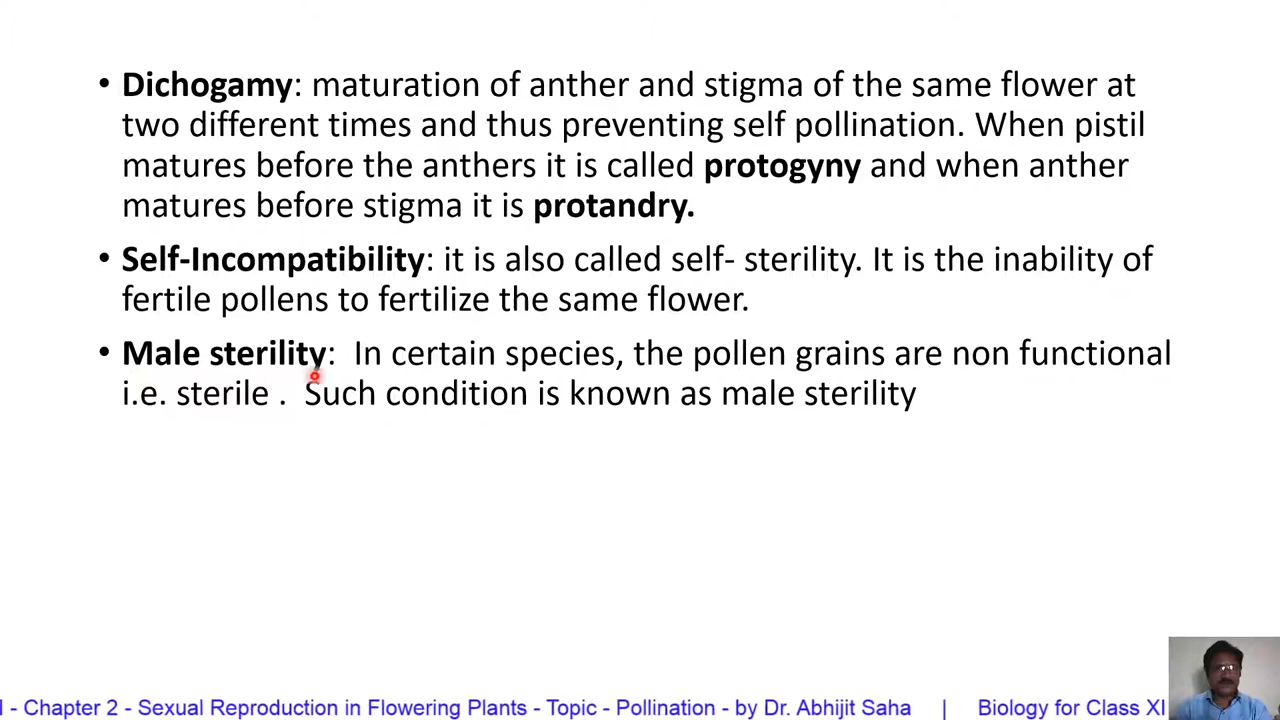 • Dichogamy: maturation of anther and stigma of the same flower at
two different times and thus preventing self pollination. When pistil
matures before the anthers it is called protogyny and when anther
matures before stigma it is protandry.
• Self-Incompatibility: it is also called self- sterility. It is the inability of
fertile pollens to fertilize the same flower.
• Male sterility:  In certain species, the pollen grains are non functional
i.e. sterile .  Such condition is known as male sterility
- Chapter 2 - Sexual Reproduction in Flowering Plants - Topic - Pollination - by Dr. Abhijit Saha | Biology for Class XI